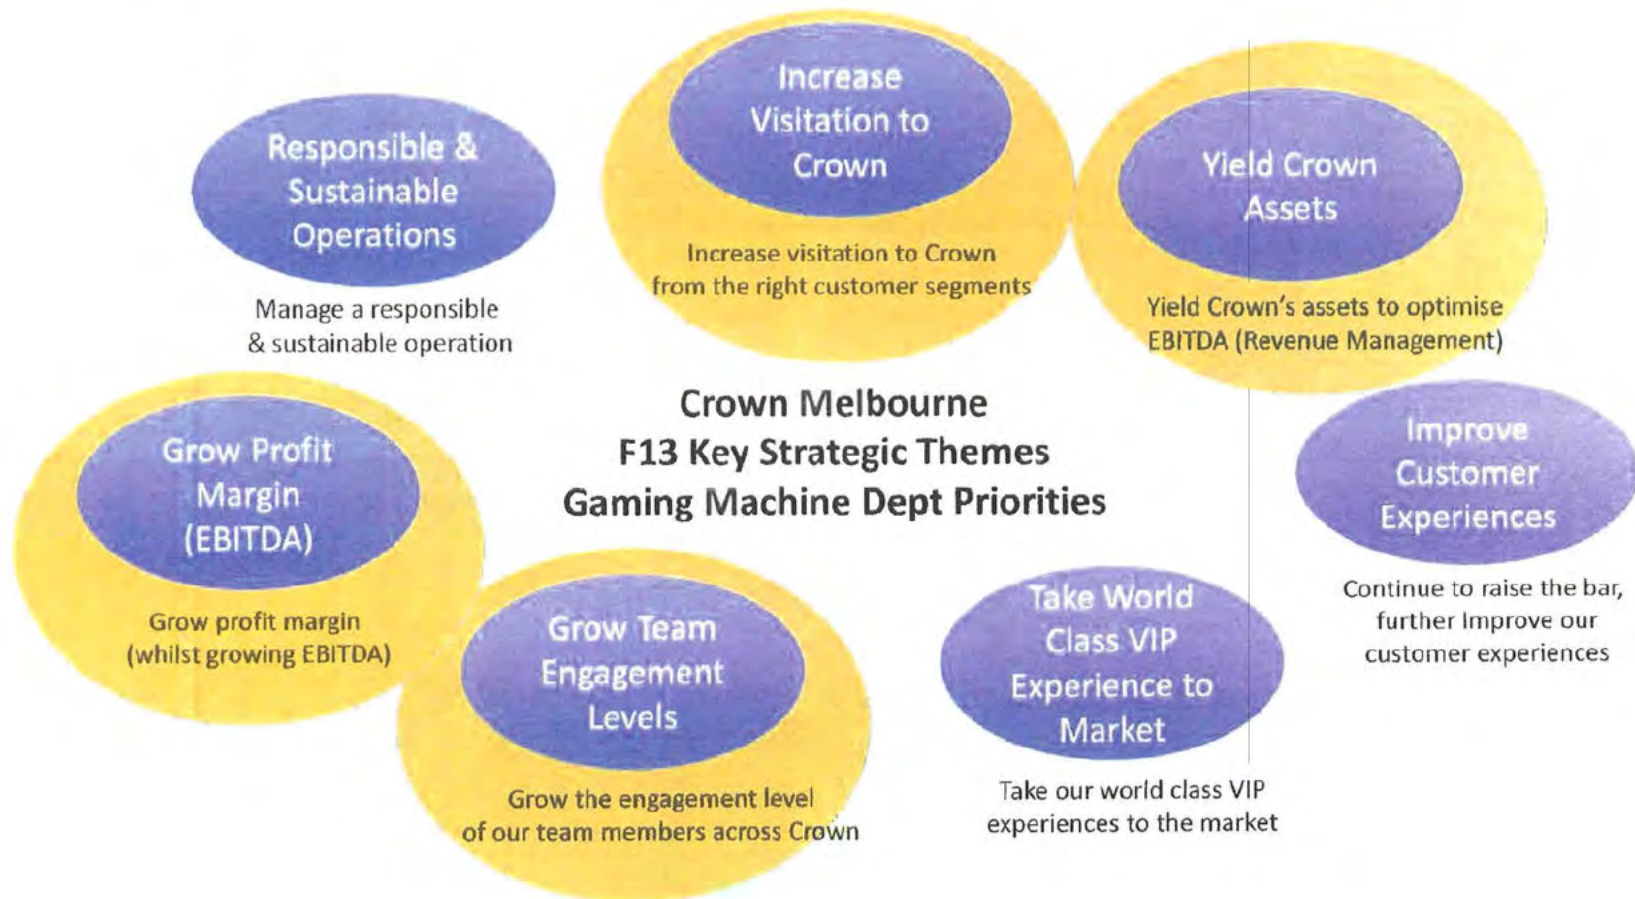 Increase
Visitation to
Crown
Increase visitation to Crown
from the right customer segments
Yield Crown
Assets
Yield Crown's assets to optimise
EBITDA (Revenue Management)
Responsible &
Sustainable
Operations
Manage a responsible
& sustainable operation
Crown Melbourne
F13 Key Strategic Themes
Gaming Machine Dept Priorities
Improve
Customer
Experiences
Continue to raise the bar,
further Improve our
customer experiences
Grow Profit
Margin
(EBITDA)
Grow profit margin
(whilst growing EBITDA)
Grow Team
Engagement
Levels
Grow the engagement level
of our team members across Crown
Take World
Class VIP
Experience to
Market
Take our world class VIP
experiences to the market